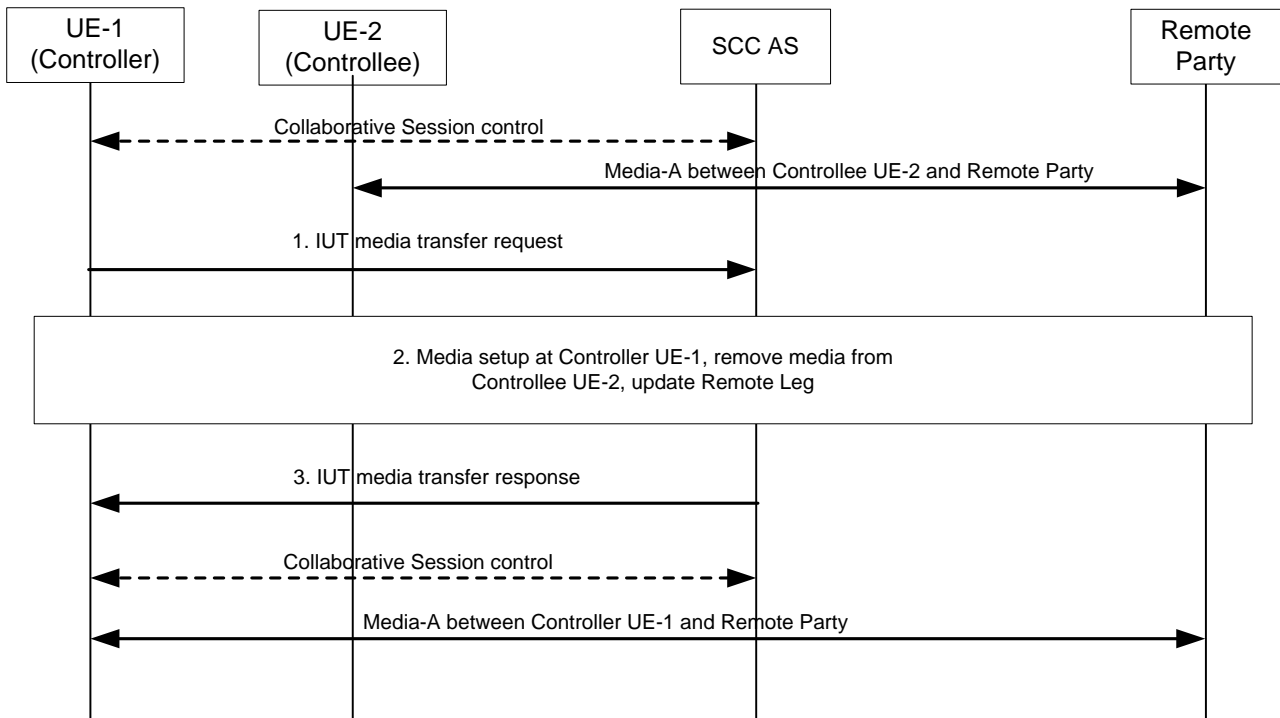 UE-1
(Controller)
UE-2
(Controllee)
SCC AS
Remote
Party
Collaborative Session control
Media-A between Controllee UE-2 and Remote Party
1. IUT media transfer request
2. Media setup at Controller UE-1, remove media from
Controllee UE-2, update Remote Leg
3. IUT media transfer response
Collaborative Session control
Media-A between Controller UE-1 and Remote Party